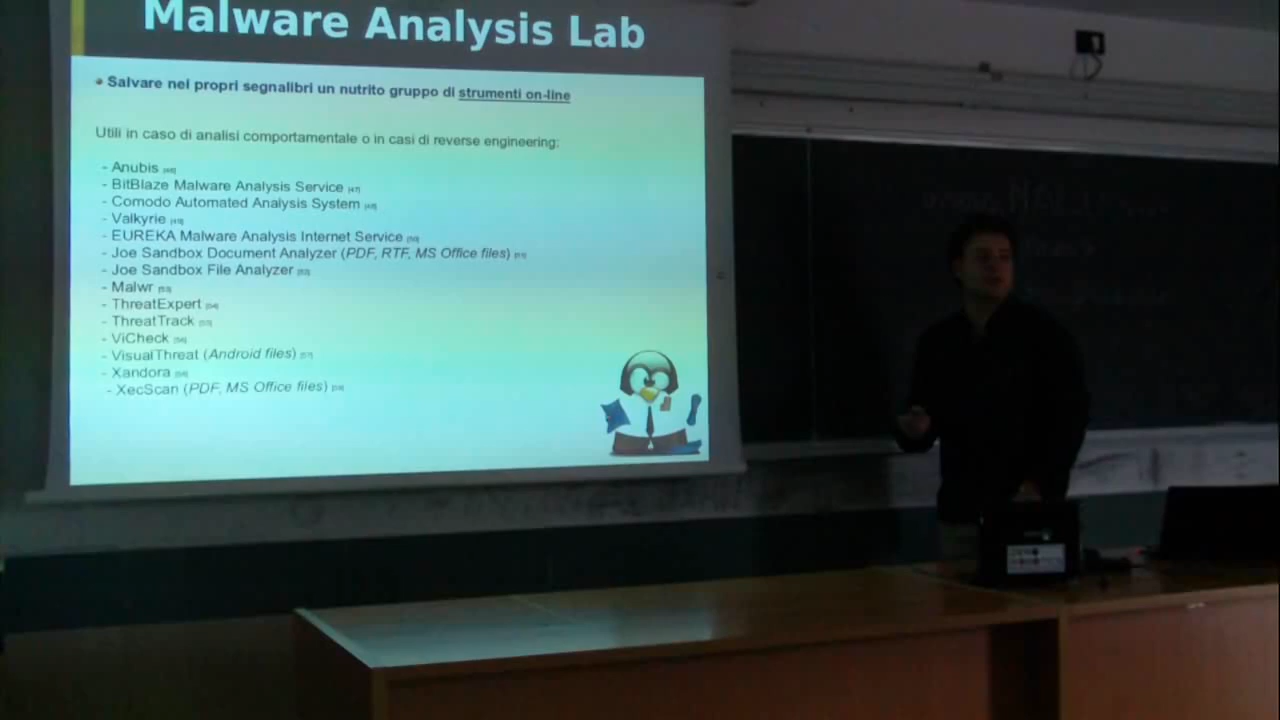 Malware Analysis Lab
Salvare nei propri segnalibri un nutrito gruppo di strumenti on-line
Utili in caso di analisi comportamentale o in casi di reverse engineering:
- Anubis
- BitBlaze Malware Analysis Service [47]
- Comodo Automated Analysis System
- Valkyrie
- EUREKA Malware Analysis Internet Service
- Joe Sandbox Document Analyzer (PDF, RTF, MS Office files)
- Joe Sandbox File Analyzer
- Malwr
- ThreatExpert
- ThreatTrack
- ViCheck
- VisualThreat (Android files)
- Xandora
- XecScan (PDF, MS Office files)